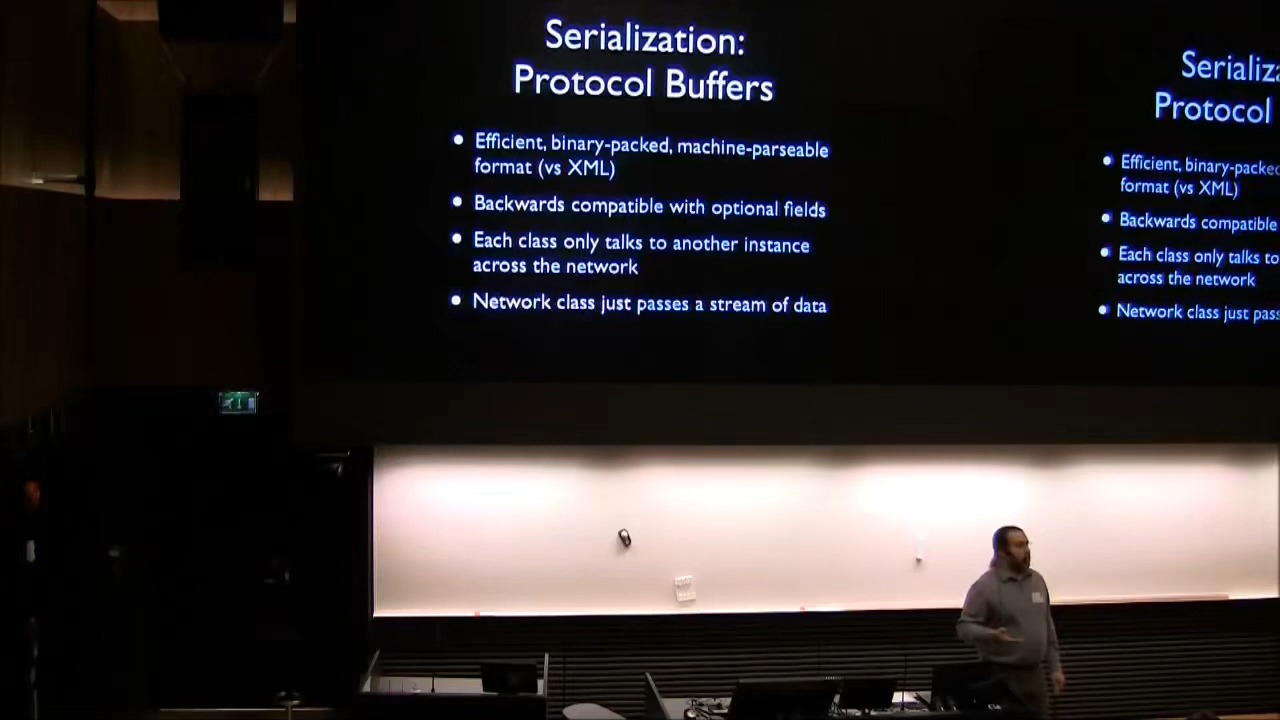 Serialization:
Protocol Buffers
• Efficient, binary-packed, machine-parseable
format (vs XML)
• Backwards compatible with optional fields
• Each class only talks to another instance
across the network
• Network class just passes a stream of data
Serializa
Protocol
• Efficient, binary-packed
format (vs XML)
• Backwards compatible
• Each class only talks to
across the network
• Network class just pass